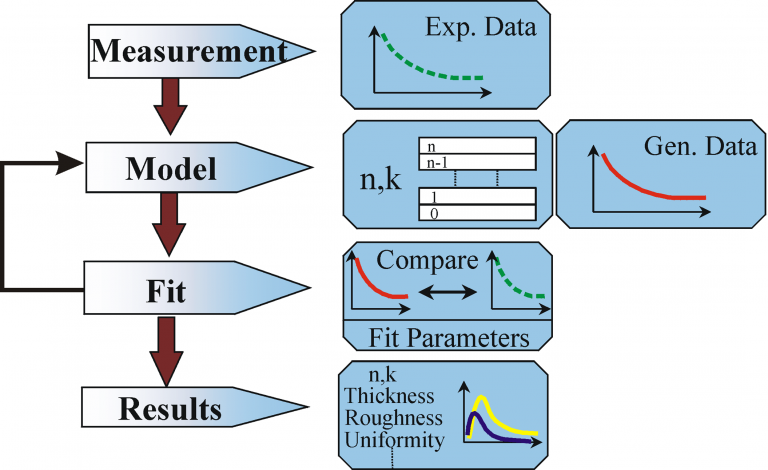 Measurement
Exp. Data
Model
n,k
n
n-1
1
0
Gen. Data
Fit
Compare
Fit Parameters
Results
n,k
Thickness
Roughness
Uniformity